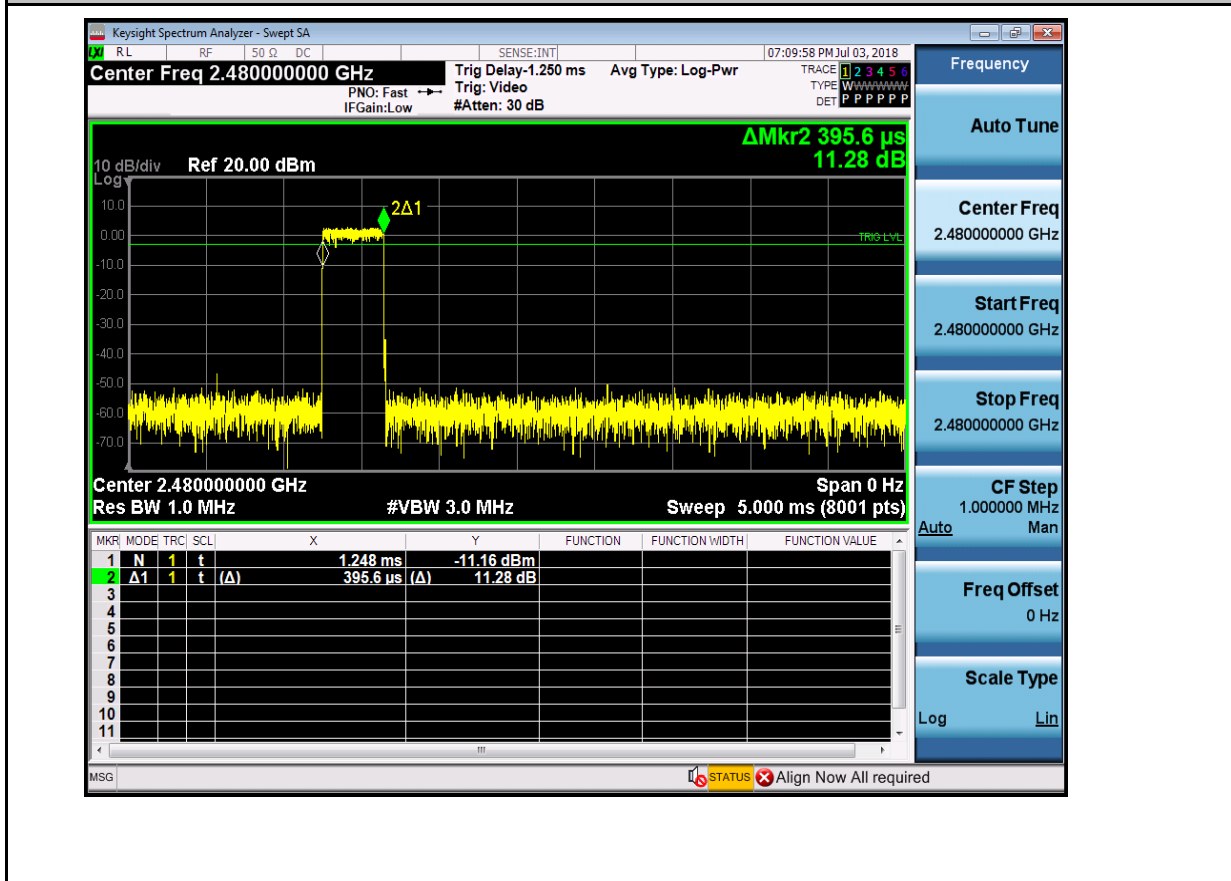 Keysight Spectrum Analyzer - Swept SA
LXI RL RF 50 Ω DC SENSE:INT 07:09:58 PM Jul 03, 2018
Center Freq 2.480000000 GHz
PNO: Fast
IFGain:Low
Trig Delay-1.250 ms
Trig: Video
#Atten: 30 dB
Avg Type: Log-Pwr
TRACE 1 2 3 4 5 6
TYPE WWWWWW
DET P P P P P P
ΔMkr2 395.6 µs
11.28 dB
10 dB/div Ref 20.00 dBm
Log
10.0
0.00
-10.0
-20.0
-30.0
-40.0
-50.0
-60.0
-70.0
2Δ1
TRIG LVL
Center 2.480000000 GHz Span 0 Hz
Res BW 1.0 MHz #VBW 3.0 MHz Sweep 5.000 ms (8001 pts)
MKR MODE TRC SCL X Y FUNCTION FUNCTION WIDTH FUNCTION VALUE
1 N 1 t 1.248 ms -11.16 dBm
2 Δ1 1 t (Δ) 395.6 µs (Δ) 11.28 dB
3
4
5
6
7
8
9
10
11
MSG STATUS Align Now All required
Frequency
Auto Tune
Center Freq
2.480000000 GHz
Start Freq
2.480000000 GHz
Stop Freq
2.480000000 GHz
CF Step
1.000000 MHz
Auto Man
Freq Offset
0 Hz
Scale Type
Log Lin